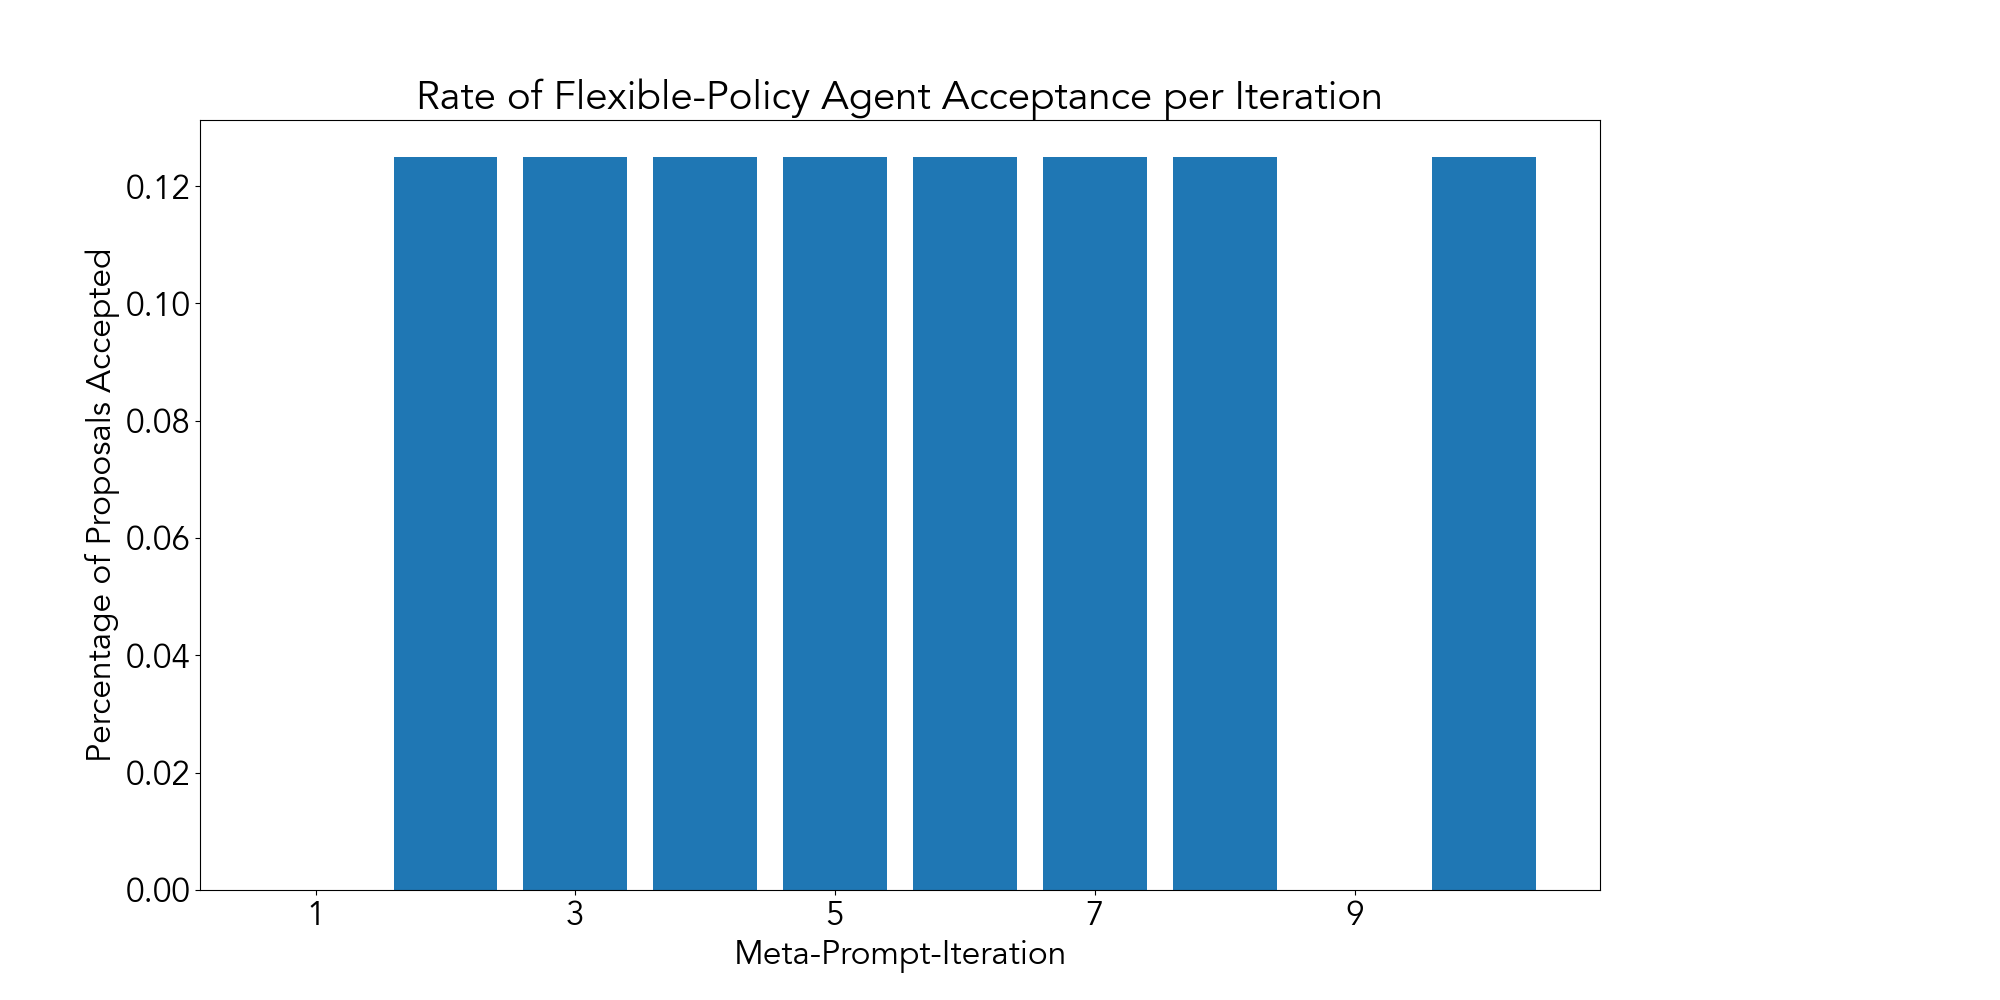 Rate of Flexible-Policy Agent Acceptance per Iteration
Percentage of Proposals Accepted
0.12
0.10
0.08
0.06
0.04
0.02
0.00
1 3 5 7 9
Meta-Prompt-Iteration